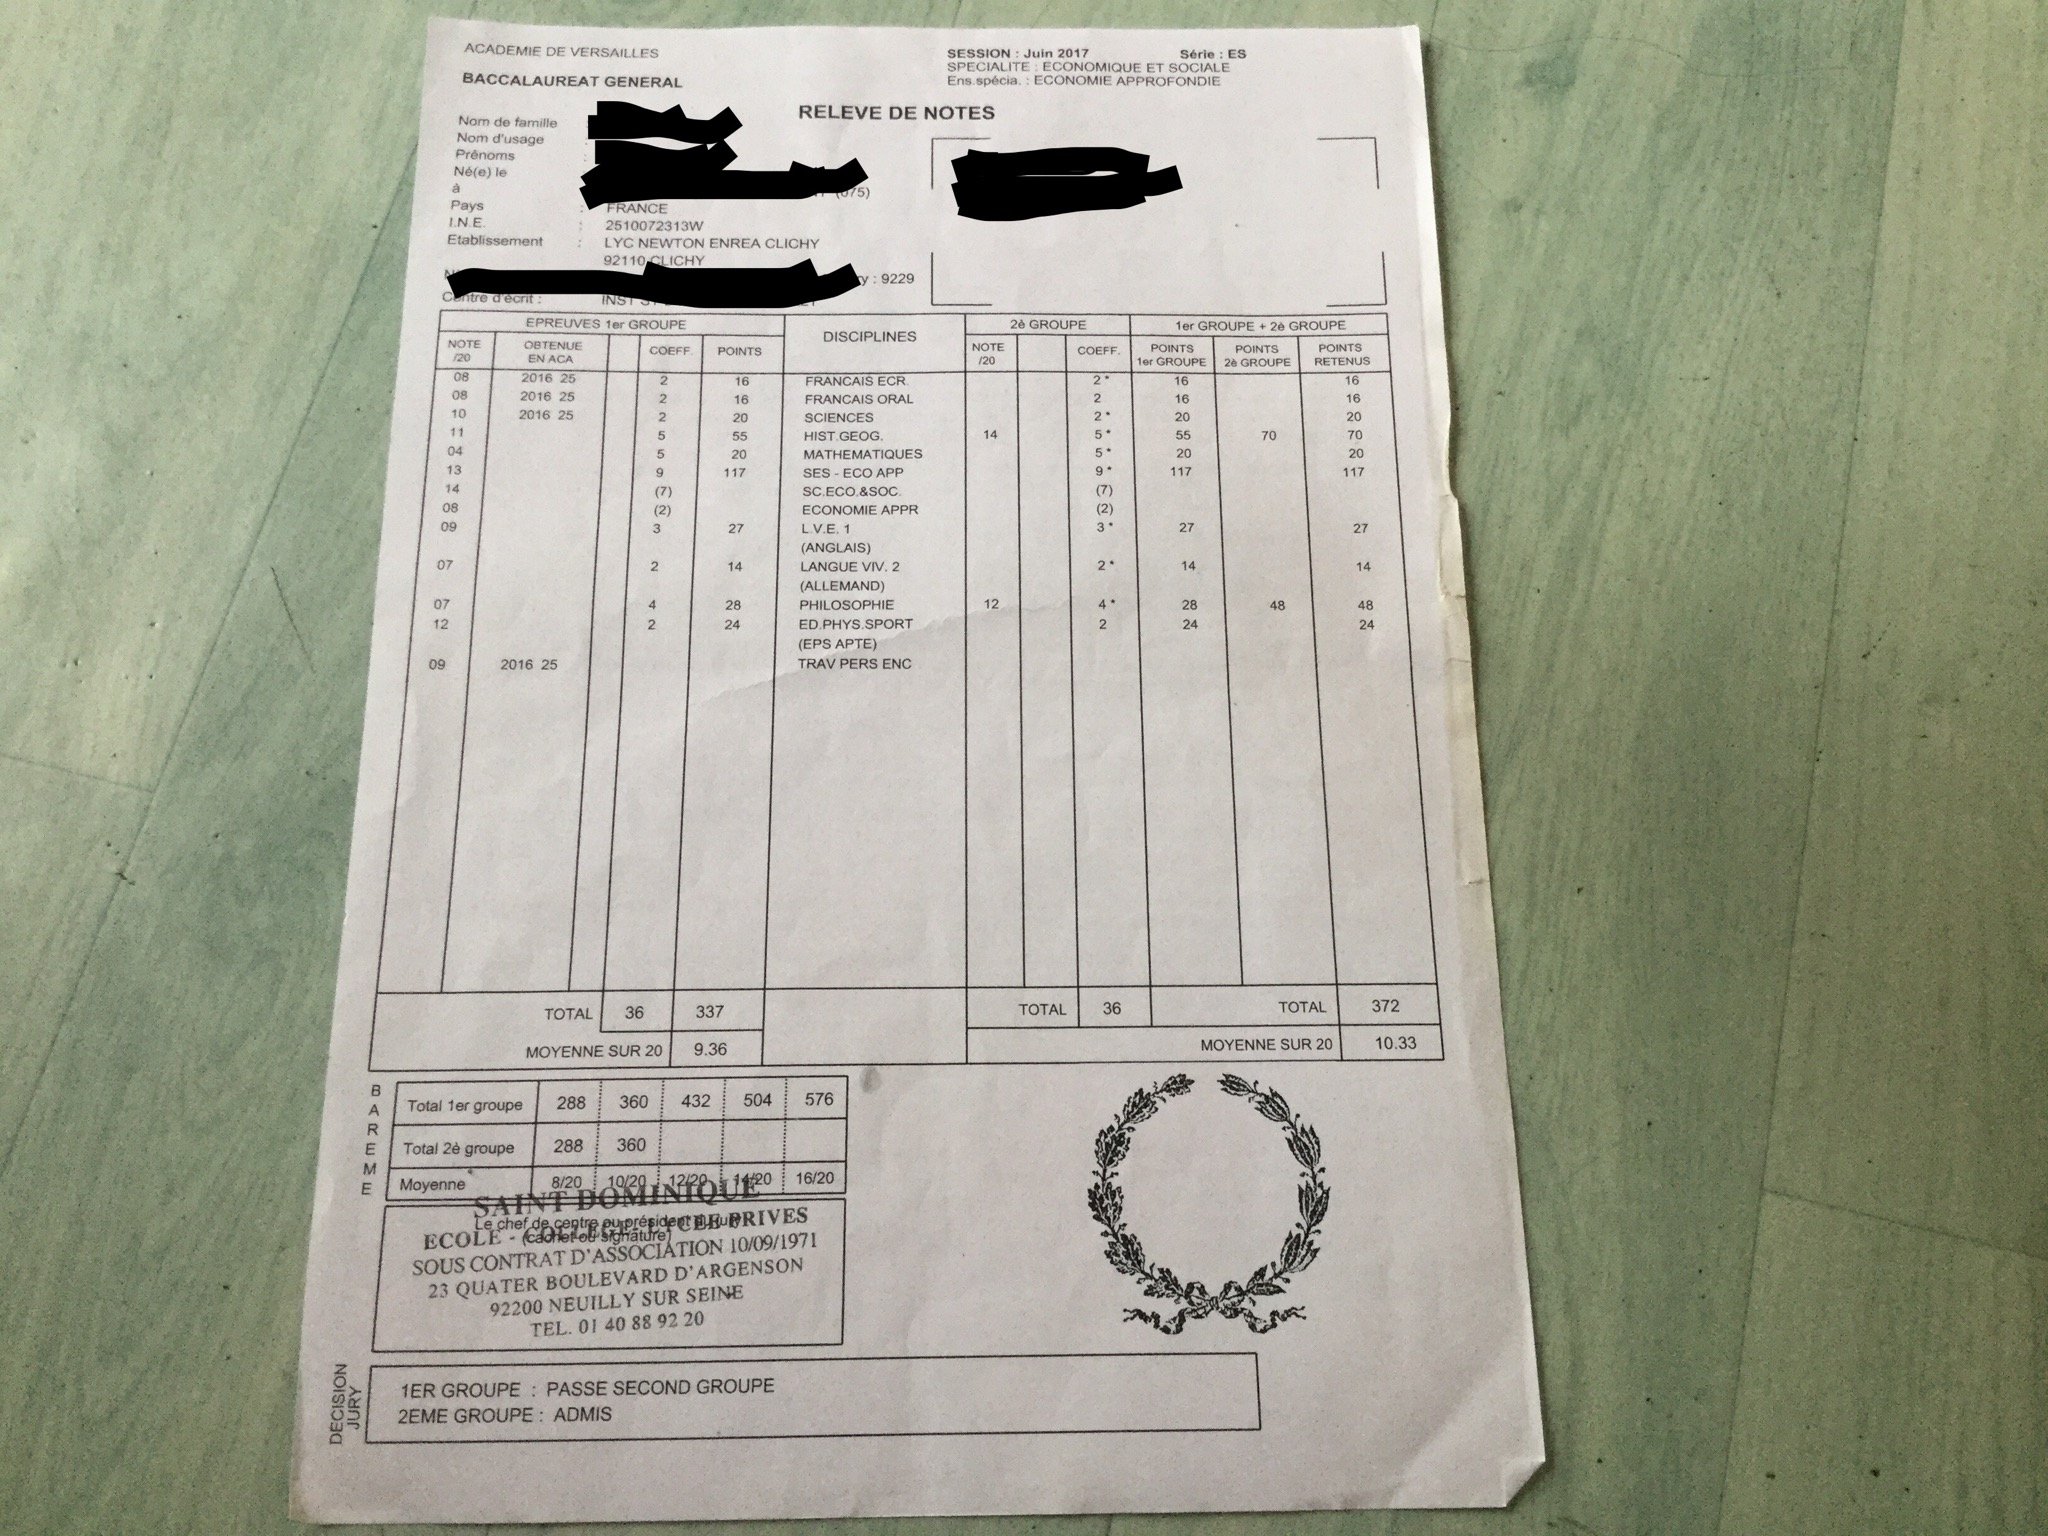 ACADEMIE DE VERSAILLES
SESSION : Juin 2017 Série : ES
SPECIALITE : ECONOMIQUE ET SOCIALE
BACCALAUREAT GENERAL
Ens.spécia. : ECONOMIE APPROFONDIE
RELEVE DE NOTES
Nom de famille
Nom d'usage
Prénoms
Né(e) le
à (075)
Pays : FRANCE
I.N.E. : 2510072313W
Etablissement : LYC NEWTON ENREA CLICHY
92110 CLICHY
: 9229
Centre d'écrit : INST
EPREUVES 1er GROUPE DISCIPLINES 2è GROUPE 1er GROUPE + 2è GROUPE
NOTE /20 OBTENUE EN ACA COEFF. POINTS NOTE /20 COEFF. POINTS 1er GROUPE POINTS 2è GROUPE POINTS RETENUS
08 2016 25 2 16 FRANCAIS ECR. 2 * 16 16
08 2016 25 2 16 FRANCAIS ORAL 2 16 16
10 2016 25 2 20 SCIENCES 2 * 20 20
11 5 55 HIST.GEOG. 14 5 * 55 70 70
04 5 20 MATHEMATIQUES 5 * 20 20
13 9 117 SES - ECO APP 9 * 117 117
14 (7) SC.ECO.&SOC. (7)
08 (2) ECONOMIE APPR (2)
09 3 27 L.V.E. 1 3 * 27 27
(ANGLAIS)
07 2 14 LANGUE VIV. 2 2 * 14 14
(ALLEMAND)
07 4 28 PHILOSOPHIE 12 4 * 28 48 48
12 2 24 ED.PHYS.SPORT 2 24 24
(EPS APTE)
09 2016 25 TRAV PERS ENC
TOTAL 36 337 TOTAL 36 TOTAL 372
MOYENNE SUR 20 9.36 MOYENNE SUR 20 10.33
BAREME
Total 1er groupe 288 360 432 504 576
Total 2è groupe 288 360
Moyenne 8/20 10/20 12/20 14/20 16/20
SAINT DOMINIQUE
Le chef de centre ou président du jury
ECOLE - COLLEGE - LYCEE PRIVES
(cachet ou signature)
SOUS CONTRAT D'ASSOCIATION 10/09/1971
23 QUATER BOULEVARD D'ARGENSON
92200 NEUILLY SUR SEINE
TEL. 01 40 88 92 20
DECISION JURY
1ER GROUPE : PASSE SECOND GROUPE
2EME GROUPE : ADMIS